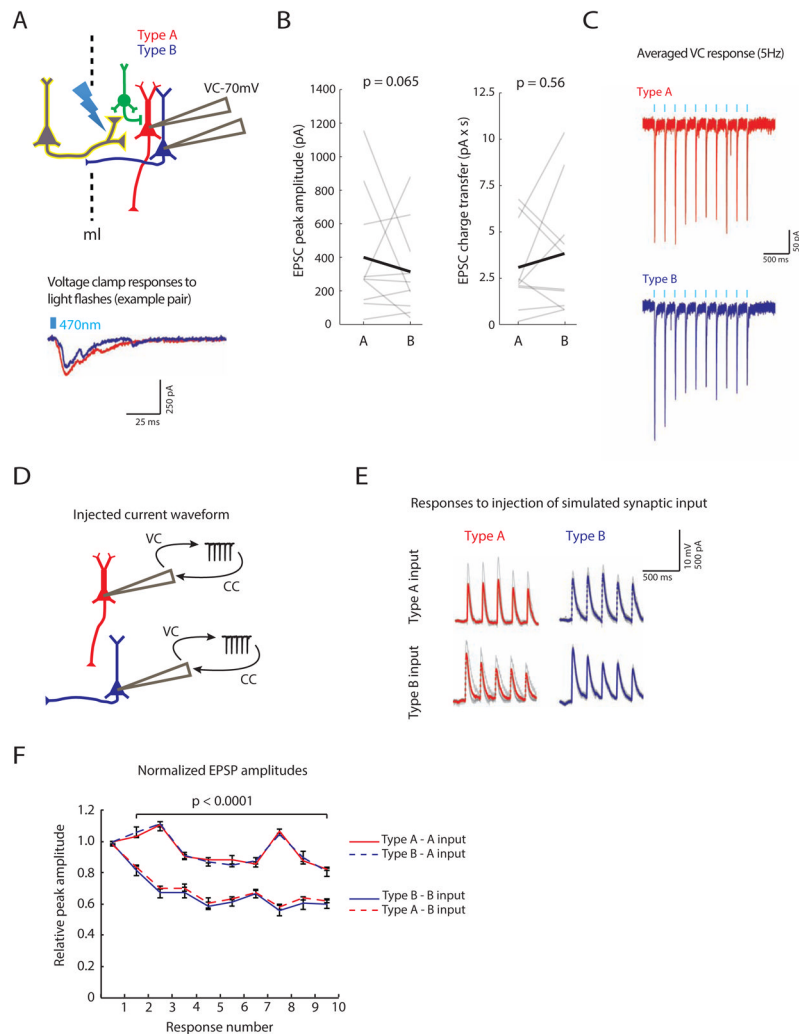 A
Type A
Type B
VC-70mV
ml
Voltage clamp responses to
light flashes (example pair)
470nm
250 pA
25 ms
B
p = 0.065
EPSC peak amplitude (pA)
1400
1200
1000
800
600
400
200
0
A
B
p = 0.56
EPSC charge transfer (pA x s)
12.5
10
7.5
5
2.5
0
A
B
C
Averaged VC response (5Hz)
Type A
50 pA
500 ms
Type B
D
Injected current waveform
VC
CC
VC
CC
E
Responses to injection of simulated synaptic input
Type A
Type B
10 mV
500 pA
500 ms
Type A input
Type B input
F
Normalized EPSP amplitudes
p < 0.0001
Relative peak amplitude
1.2
1.0
0.8
0.6
0.4
0.2
0
1 2 3 4 5 6 7 8 9 10
Response number
Type A - A input
Type B - A input
Type B - B input
Type A - B input